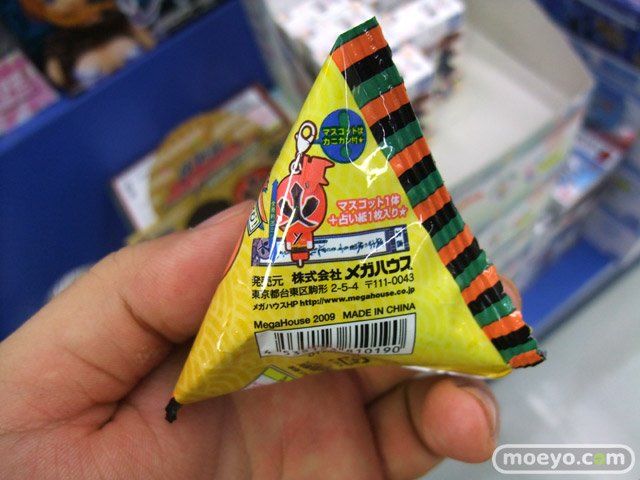 マスコットは
カニカン付★
火
マスコット1体
+占い紙1枚入り★
発売元 株式会社 メガハウス
東京都台東区駒形 2-5-4 〒111-0043
メガハウスHP http://www.megahouse.co.jp
MegaHouse 2009 MADE IN CHINA
moeyo.com